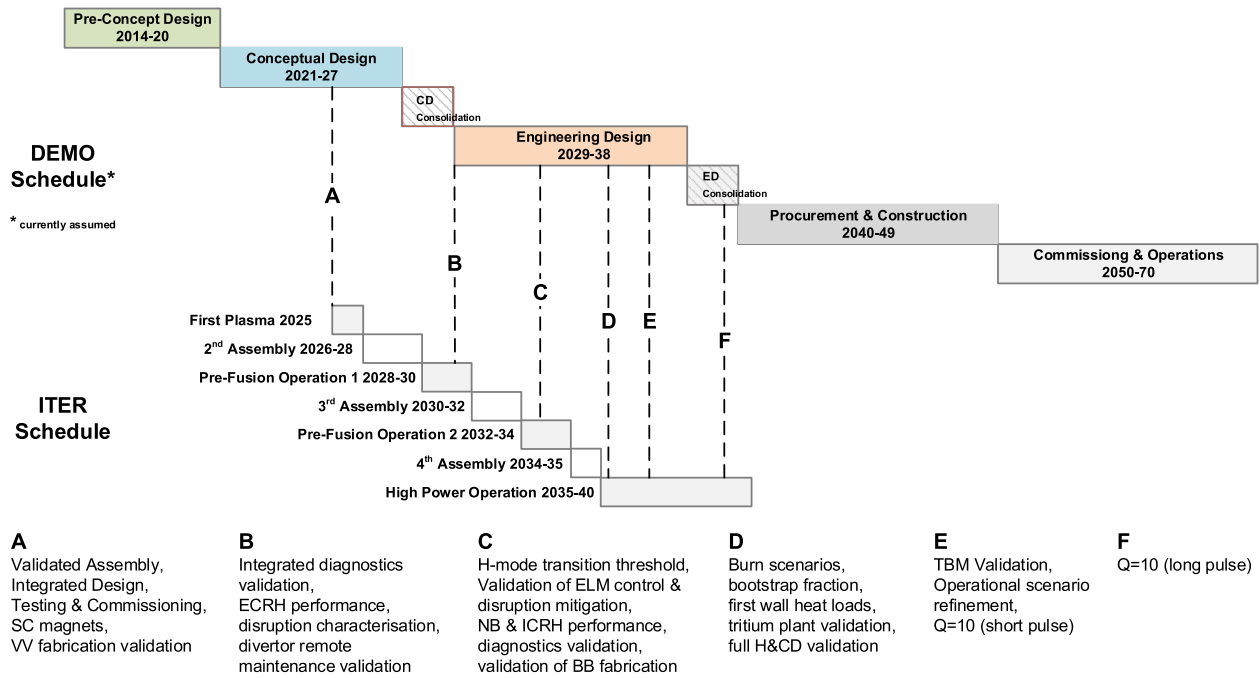 Pre-Concept Design
2014-20
Conceptual Design
2021-27
CD
Consolidation
Engineering Design
2029-38
DEMO
Schedule*
* currently assumed
ED
Consolidation
Procurement & Construction
2040-49
Commissiong & Operations
2050-70
A
B
C
D
E
F
First Plasma 2025
2nd Assembly 2026-28
Pre-Fusion Operation 1 2028-30
3rd Assembly 2030-32
Pre-Fusion Operation 2 2032-34
4th Assembly 2034-35
High Power Operation 2035-40
ITER
Schedule
A
Validated Assembly,
Integrated Design,
Testing & Commissioning,
SC magnets,
VV fabrication validation
B
Integrated diagnostics
validation,
ECRH performance,
disruption characterisation,
divertor remote
maintenance validation
C
H-mode transition threshold,
Validation of ELM control &
disruption mitigation,
NB & ICRH performance,
diagnostics validation,
validation of BB fabrication
D
Burn scenarios,
bootstrap fraction,
first wall heat loads,
tritium plant validation,
full H&CD validation
E
TBM Validation,
Operational scenario
refinement,
Q=10 (short pulse)
F
Q=10 (long pulse)